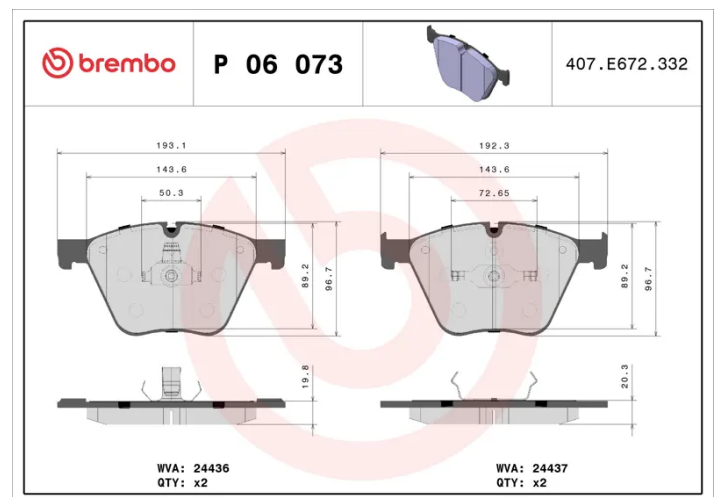 brembo
P 06 073
407.E672.332
193.1
143.6
50.3
89.2
96.7
192.3
143.6
72.65
89.2
96.7
19.8
20.3
WVA: 24436
QTY: x2
WVA: 24437
QTY: x2